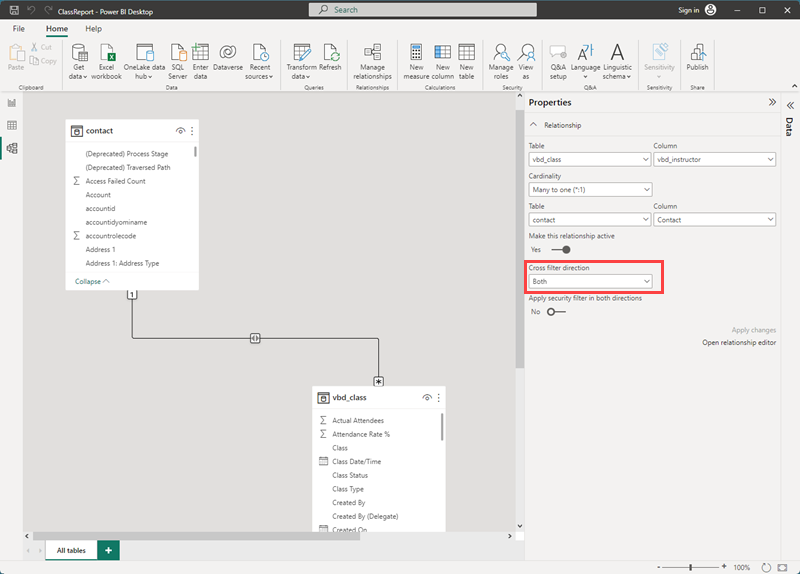 ClassReport - Power BI Desktop
Search
Sign in
File
Home
Help
Paste
Cut
Copy
Clipboard
Get data
Excel workbook
OneLake data hub
SQL Server
Enter data
Dataverse
Recent sources
Data
Transform data
Refresh
Queries
Manage relationships
Relationships
New measure
New column
New table
Calculations
Manage roles
View as
Security
Q&A setup
Language
Linguistic schema
Q&A
Sensitivity
Sensitivity
Publish
Share
contact
(Deprecated) Process Stage
(Deprecated) Traversed Path
Access Failed Count
Account
accountid
accountidyominame
accountrolecode
Address 1
Address 1: Address Type
Collapse
1
*
vbd_class
Actual Attendees
Attendance Rate %
Class
Class Date/Time
Class Status
Class Type
Created By
Created By (Delegate)
Created On
Properties
Data
Relationship
Table Column
vbd_class vbd_instructor
Cardinality
Many to one (*:1)
Table Column
contact Contact
Make this relationship active
Yes
Cross filter direction
Both
Apply security filter in both directions
No
Apply changes
Open relationship editor
All tables +
- + 100%